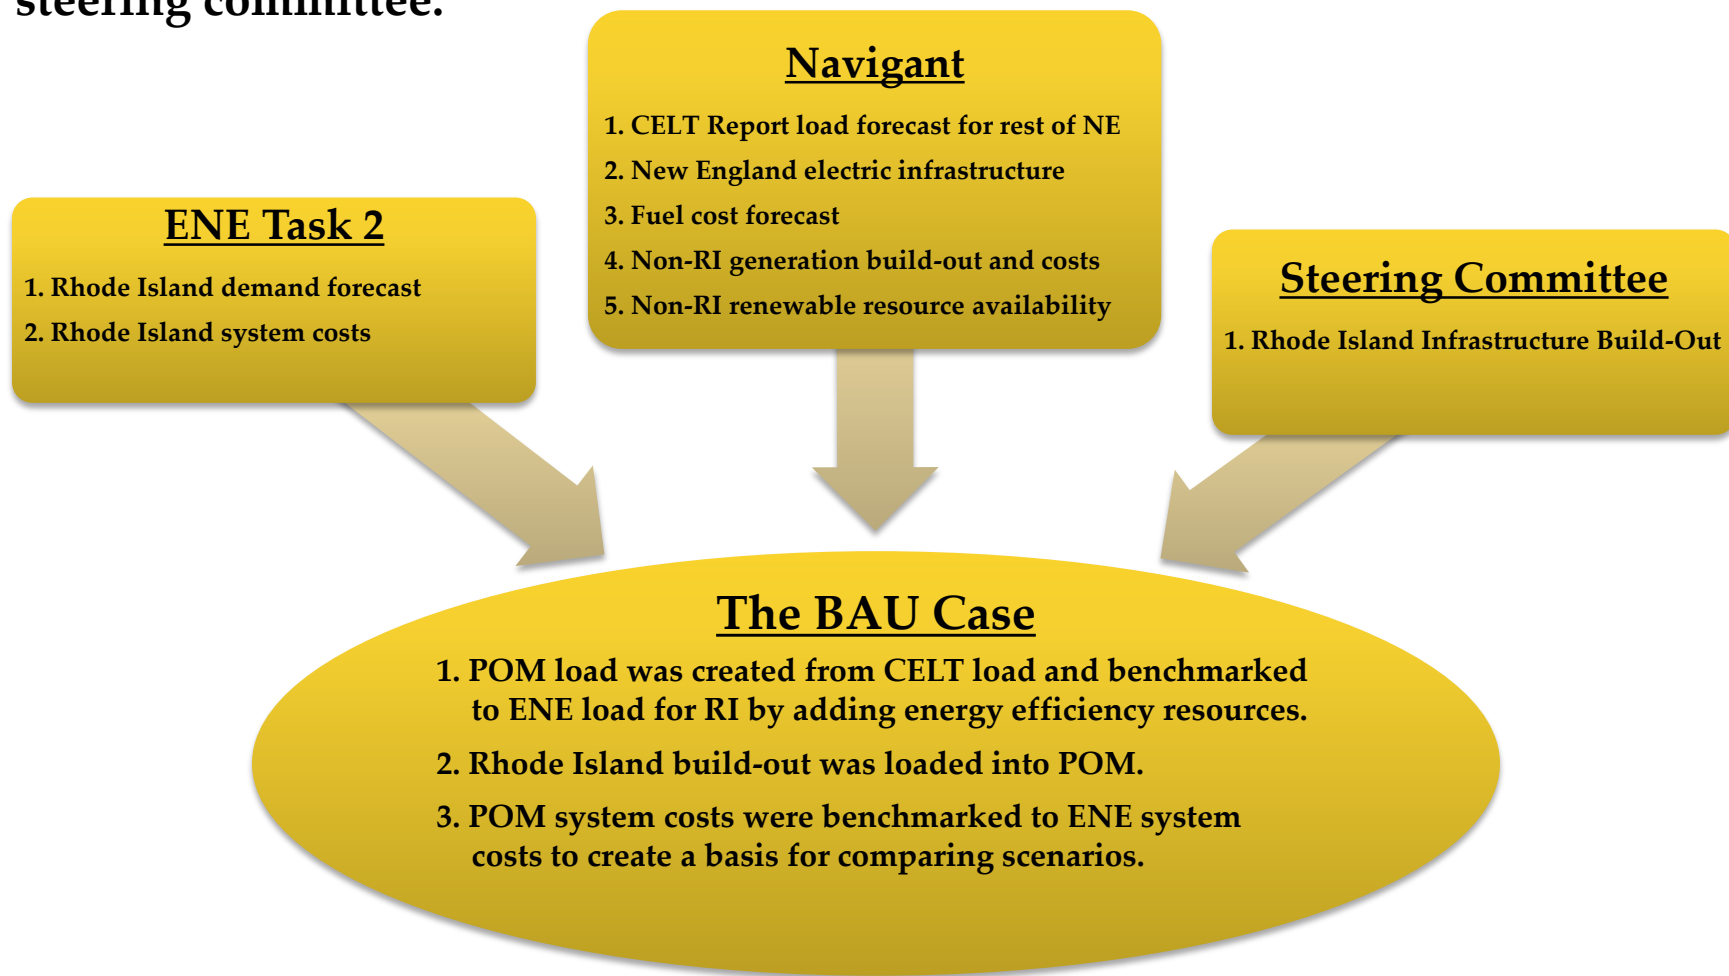 steering committee.
Navigant
1. CELT Report load forecast for rest of NE
2. New England electric infrastructure
3. Fuel cost forecast
4. Non-RI generation build-out and costs
5. Non-RI renewable resource availability
ENE Task 2
1. Rhode Island demand forecast
2. Rhode Island system costs
Steering Committee
1. Rhode Island Infrastructure Build-Out
The BAU Case
1. POM load was created from CELT load and benchmarked
to ENE load for RI by adding energy efficiency resources.
2. Rhode Island build-out was loaded into POM.
3. POM system costs were benchmarked to ENE system
costs to create a basis for comparing scenarios.